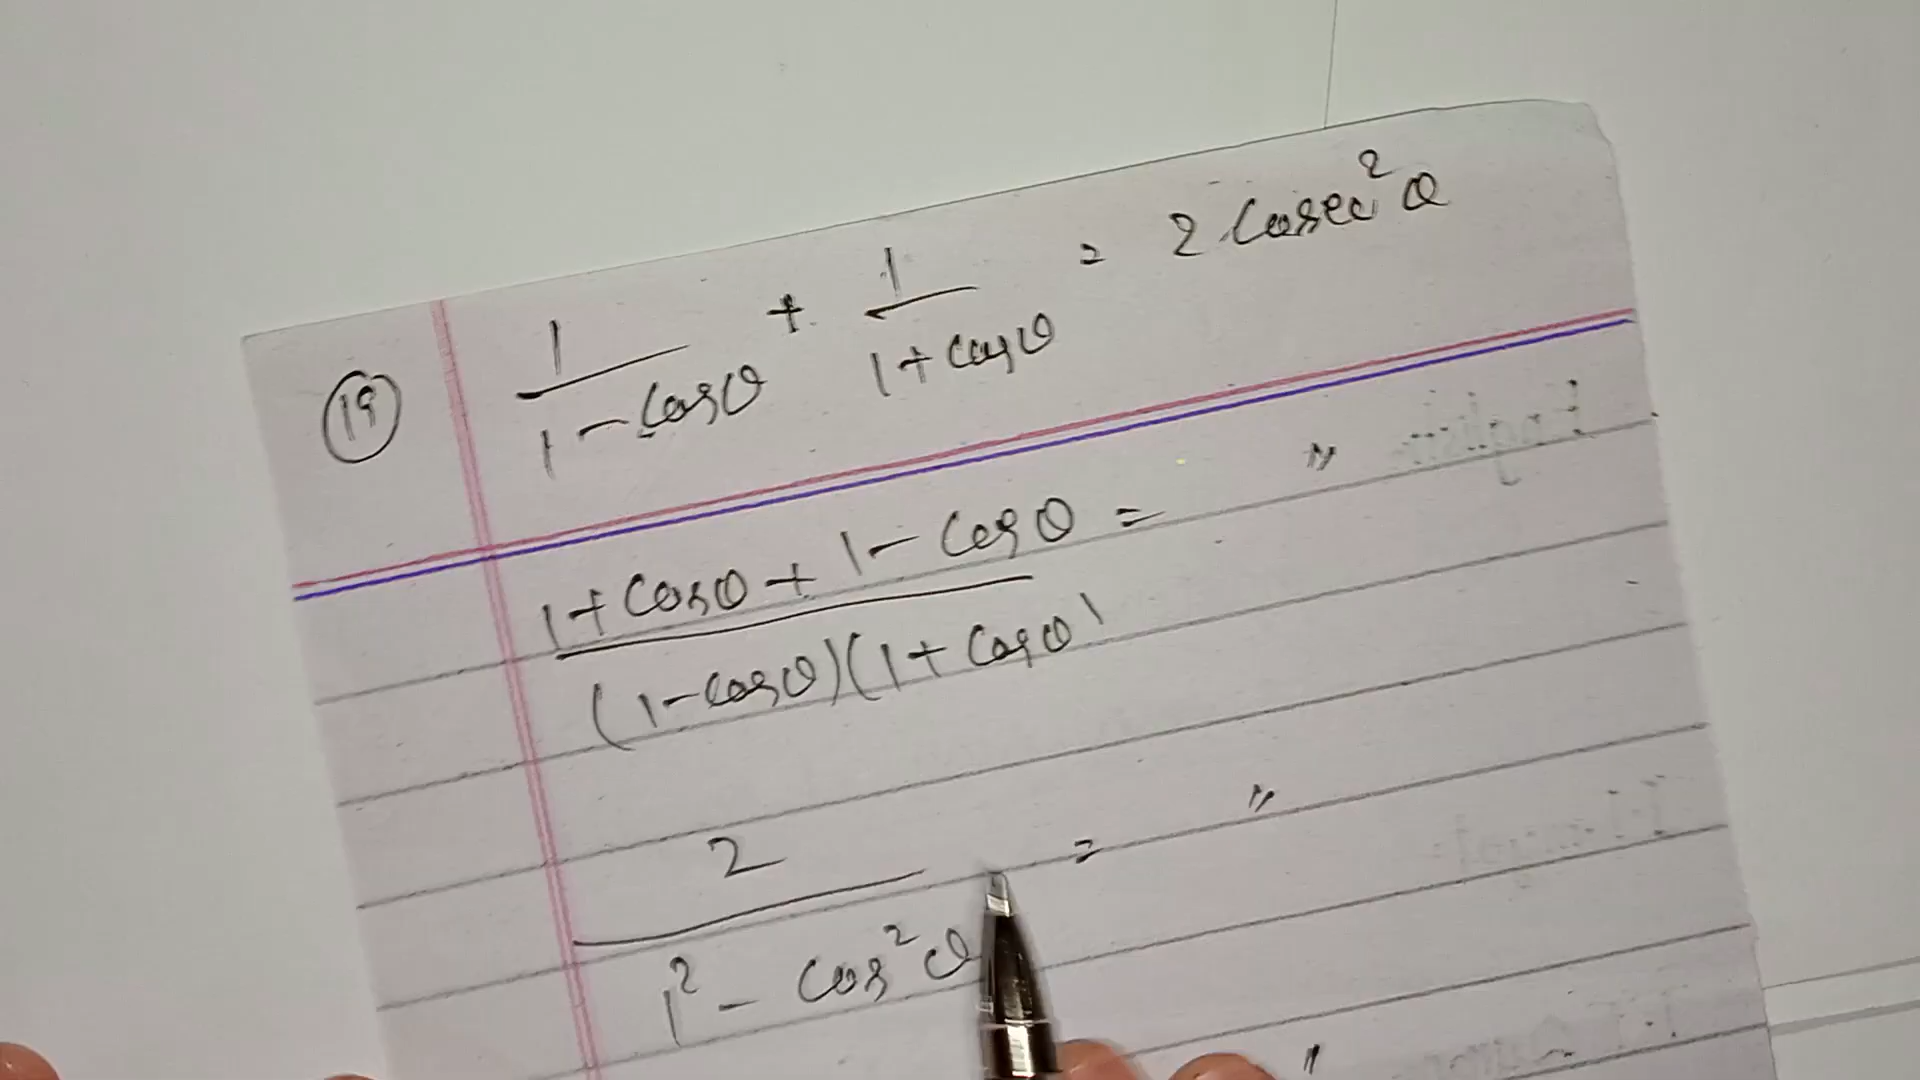 (19) 1/(1 - Cosθ) + 1/(1 + Cosθ) = 2 Cosec²θ
(1 + Cosθ + 1 - Cosθ)/((1 - Cosθ)(1 + Cosθ) = "
2/(1² - Cos²θ) = "
"